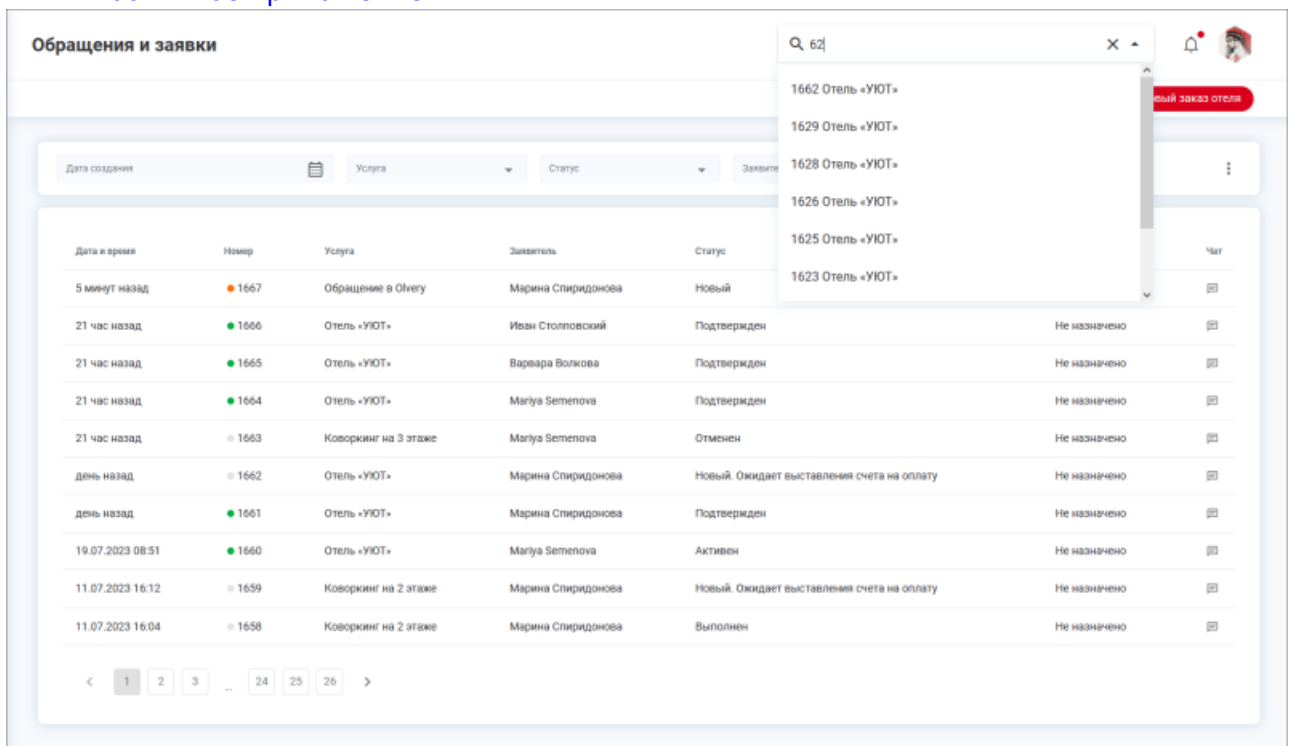 Обращения и заявки
62
1662 Отель «УЮТ»
1629 Отель «УЮТ»
1628 Отель «УЮТ»
1626 Отель «УЮТ»
1625 Отель «УЮТ»
1623 Отель «УЮТ»
вый заказ отеля
Дата создания Услуга Статус Заявите
Дата и время Номер Услуга Заявитель Статус Чат
5 минут назад 1667 Обращение в Olvery Марина Спиридонова Новый
21 час назад 1666 Отель «УЮТ» Иван Столповский Подтвержден Не назначено
21 час назад 1665 Отель «УЮТ» Варвара Волкова Подтвержден Не назначено
21 час назад 1664 Отель «УЮТ» Mariya Semenova Подтвержден Не назначено
21 час назад 1663 Коворкинг на 3 этаже Mariya Semenova Отменен Не назначено
день назад 1662 Отель «УЮТ» Марина Спиридонова Новый. Ожидает выставления счета на оплату Не назначено
день назад 1661 Отель «УЮТ» Марина Спиридонова Подтвержден Не назначено
19.07.2023 08:51 1660 Отель «УЮТ» Mariya Semenova Активен Не назначено
11.07.2023 16:12 1659 Коворкинг на 2 этаже Марина Спиридонова Новый. Ожидает выставления счета на оплату Не назначено
11.07.2023 16:04 1658 Коворкинг на 2 этаже Марина Спиридонова Выполнен Не назначено
1 2 3 ... 24 25 26